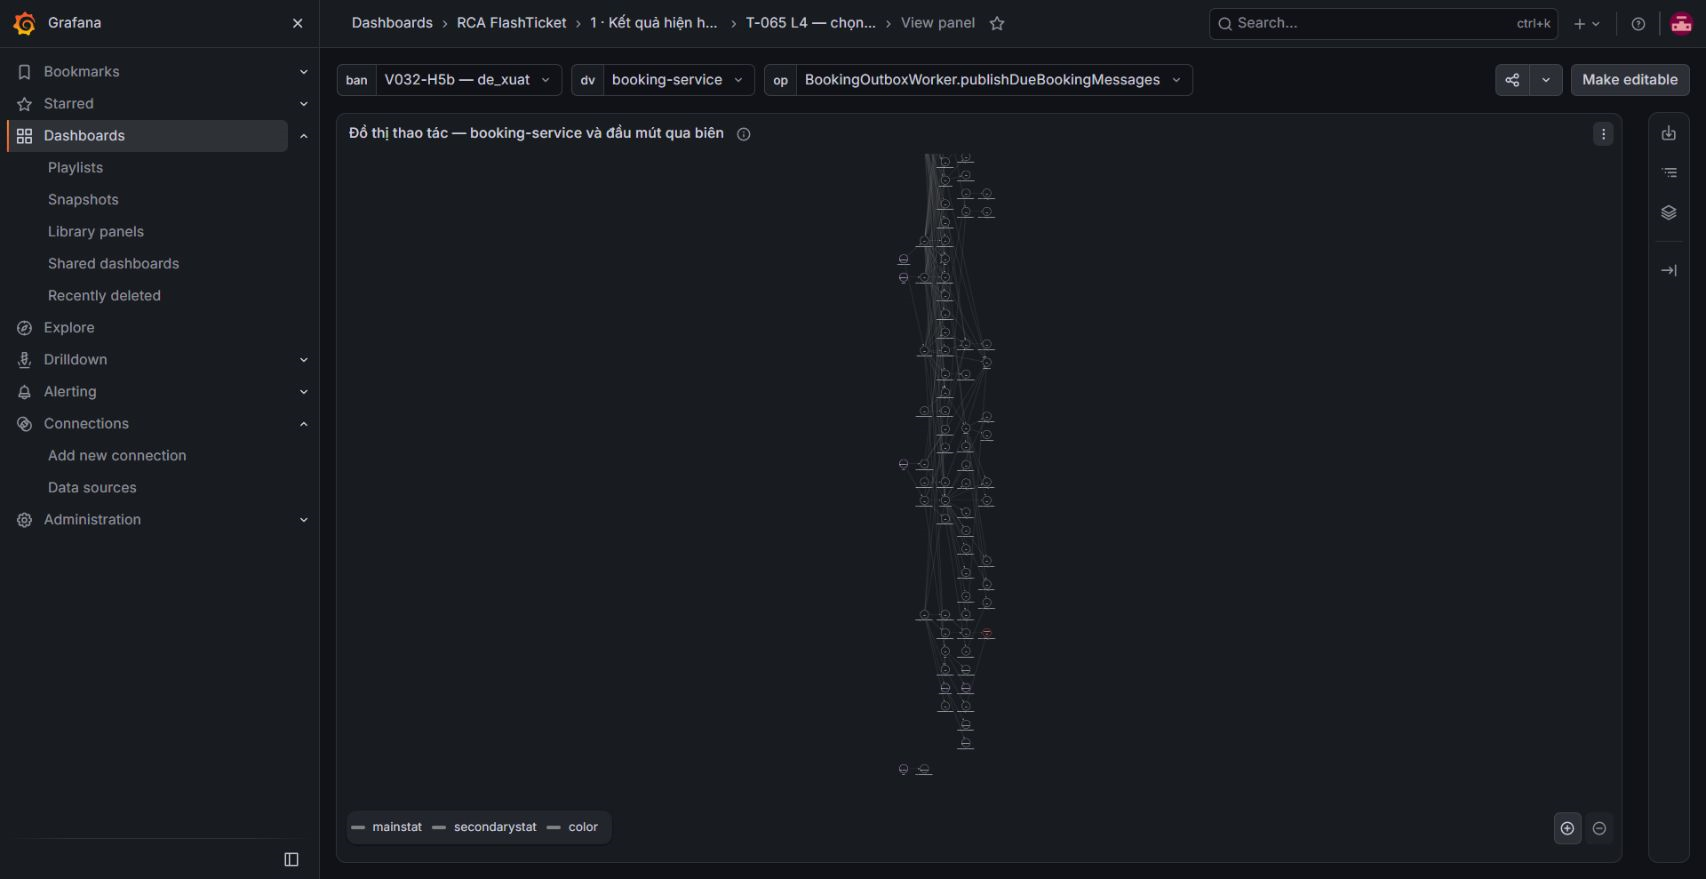 Grafana
Dashboards › RCA FlashTicket › 1 · Kết quả hiện h... › T-065 L4 — chọn... › View panel
Search... ctrl+k
Bookmarks
Starred
Dashboards
Playlists
Snapshots
Library panels
Shared dashboards
Recently deleted
Explore
Drilldown
Alerting
Connections
Add new connection
Data sources
Administration
ban V032-H5b — de_xuat
dv booking-service
op BookingOutboxWorker.publishDueBookingMessages
Make editable
Đồ thị thao tác — booking-service và đầu mút qua biên
mainstat secondarystat color